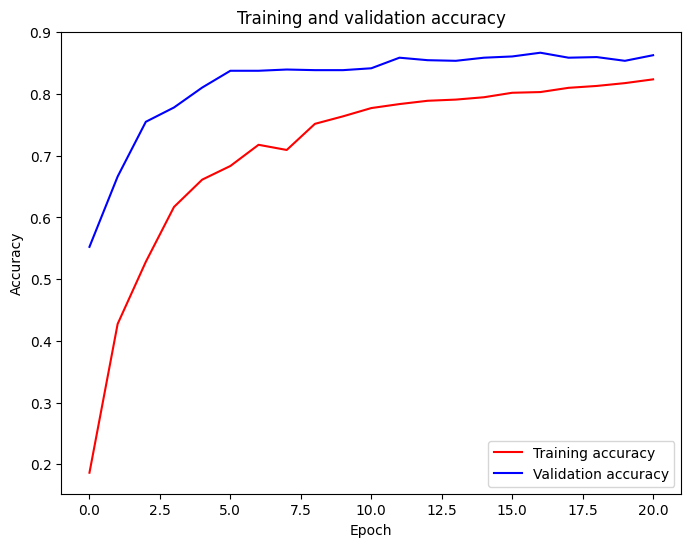 Training and validation accuracy
0.9
0.8
0.7
0.6
0.5
0.4
0.3
0.2
Accuracy
Training accuracy
Validation accuracy
0.0 2.5 5.0 7.5 10.0 12.5 15.0 17.5 20.0
Epoch